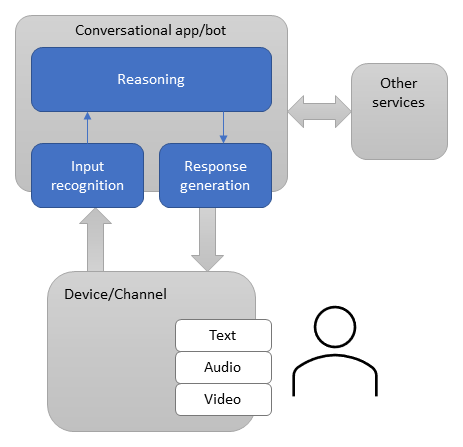 Conversational app/bot
Reasoning
Other
services
Input
recognition
Response
generation
Device/Channel
Text
Audio
Video